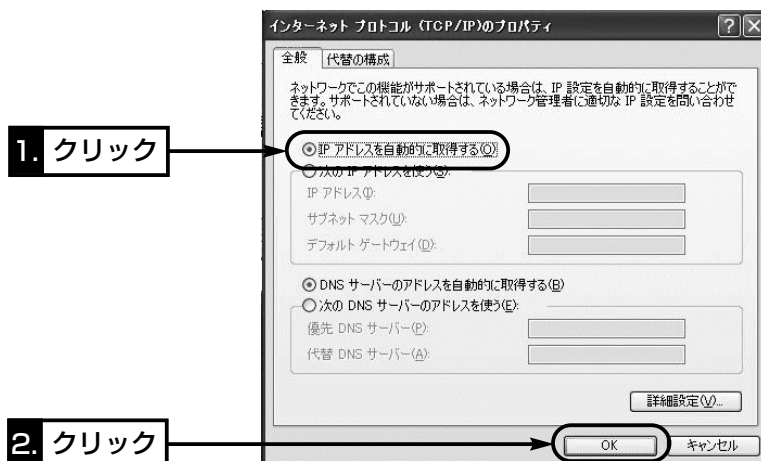 インターネット プロトコル (TCP/IP)のプロパティ
全般
代替の構成
ネットワークでこの機能がサポートされている場合は、IP 設定を自動的に取得することがで
きます。サポートされていない場合は、ネットワーク管理者に適切な IP 設定を問い合わせ
てください。
1. クリック
IP アドレスを自動的に取得する(O)
次の IP アドレスを使う(S):
IP アドレス(I):
サブネット マスク(U):
デフォルト ゲートウェイ(D):
DNS サーバーのアドレスを自動的に取得する(B)
次の DNS サーバーのアドレスを使う(E):
優先 DNS サーバー(P):
代替 DNS サーバー(A):
詳細設定(V)...
2. クリック
OK
キャンセル